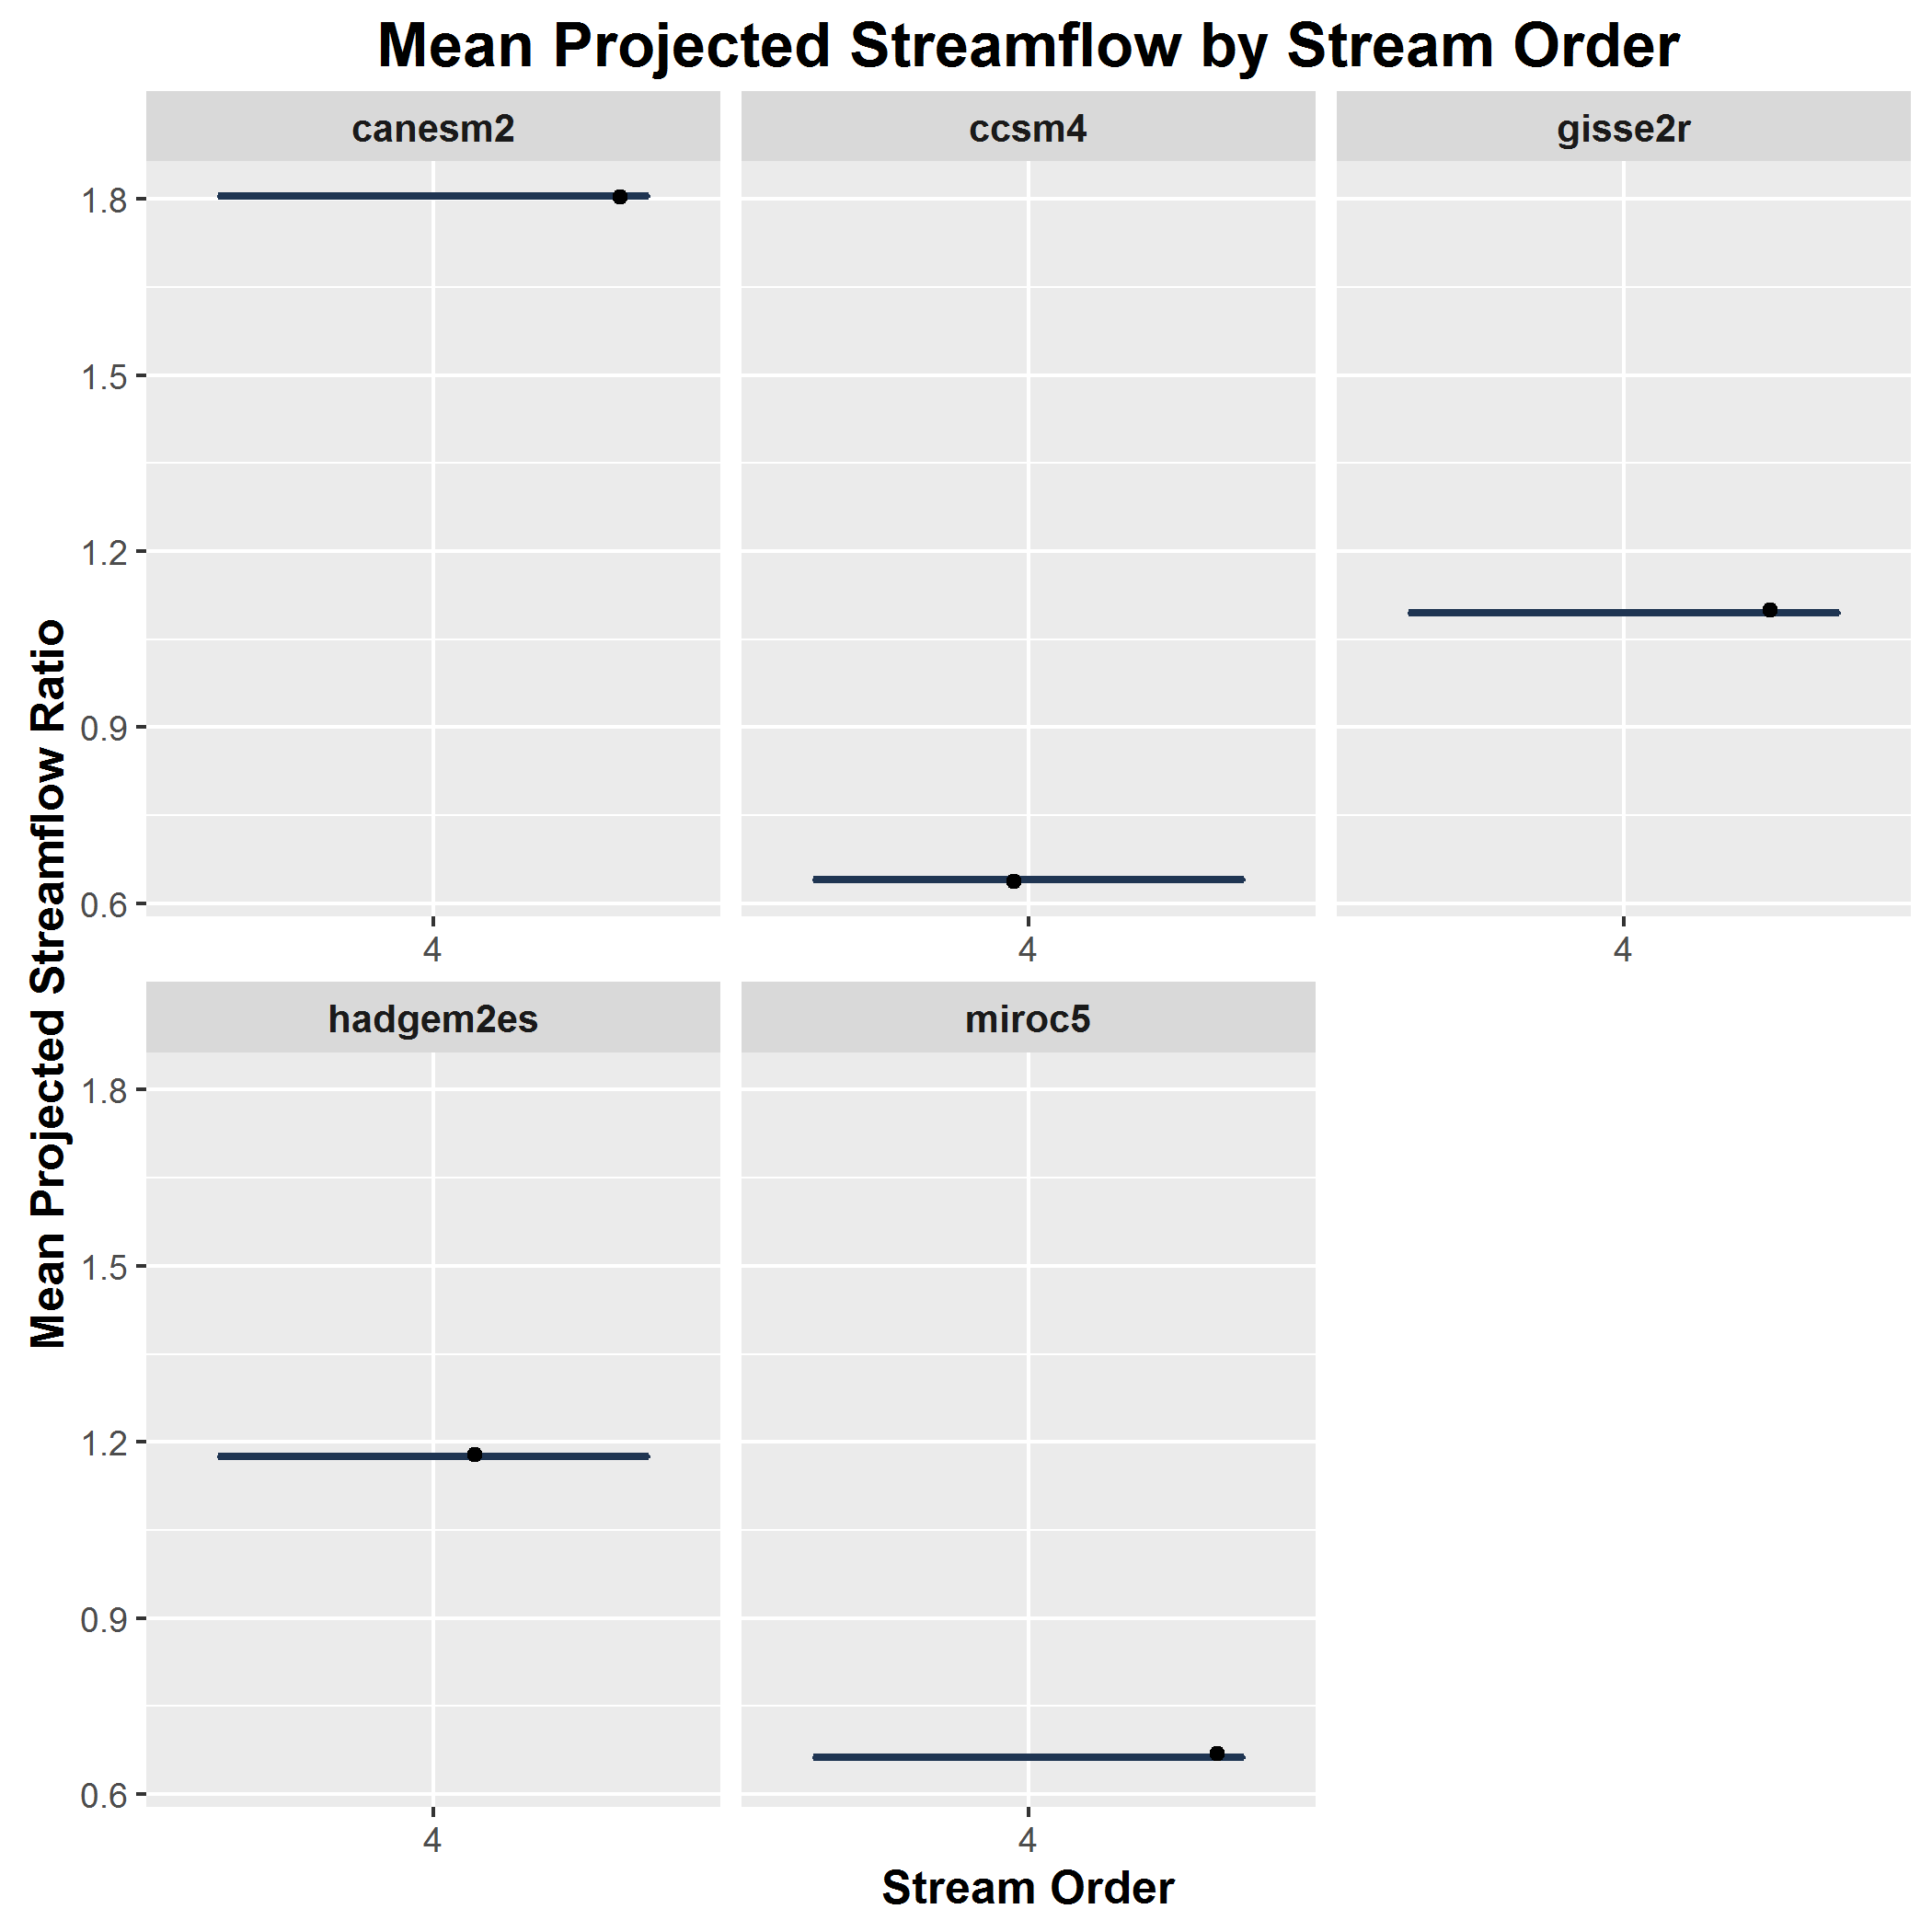 Mean Projected Streamflow by Stream Order
canesm2
ccsm4
gisse2r
1.8
1.5
1.2
0.9
0.6
4
4
4
Mean Projected Streamflow Ratio
hadgem2es
miroc5
1.8
1.5
1.2
0.9
0.6
4
4
Stream Order